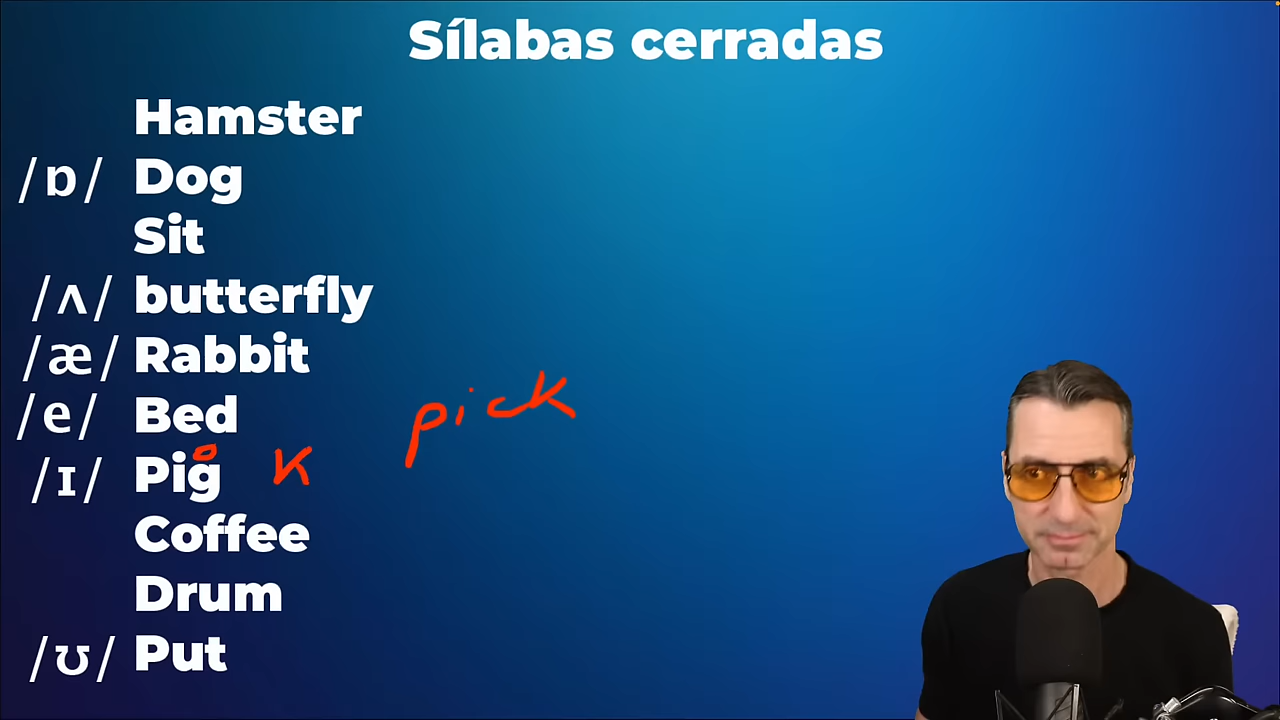 Sílabas cerradas
Hamster
/ɒ/ Dog
Sit
/ʌ/ butterfly
/æ/ Rabbit
/e/ Bed
pick
/ɪ/ Pig K
Coffee
Drum
/ʊ/ Put